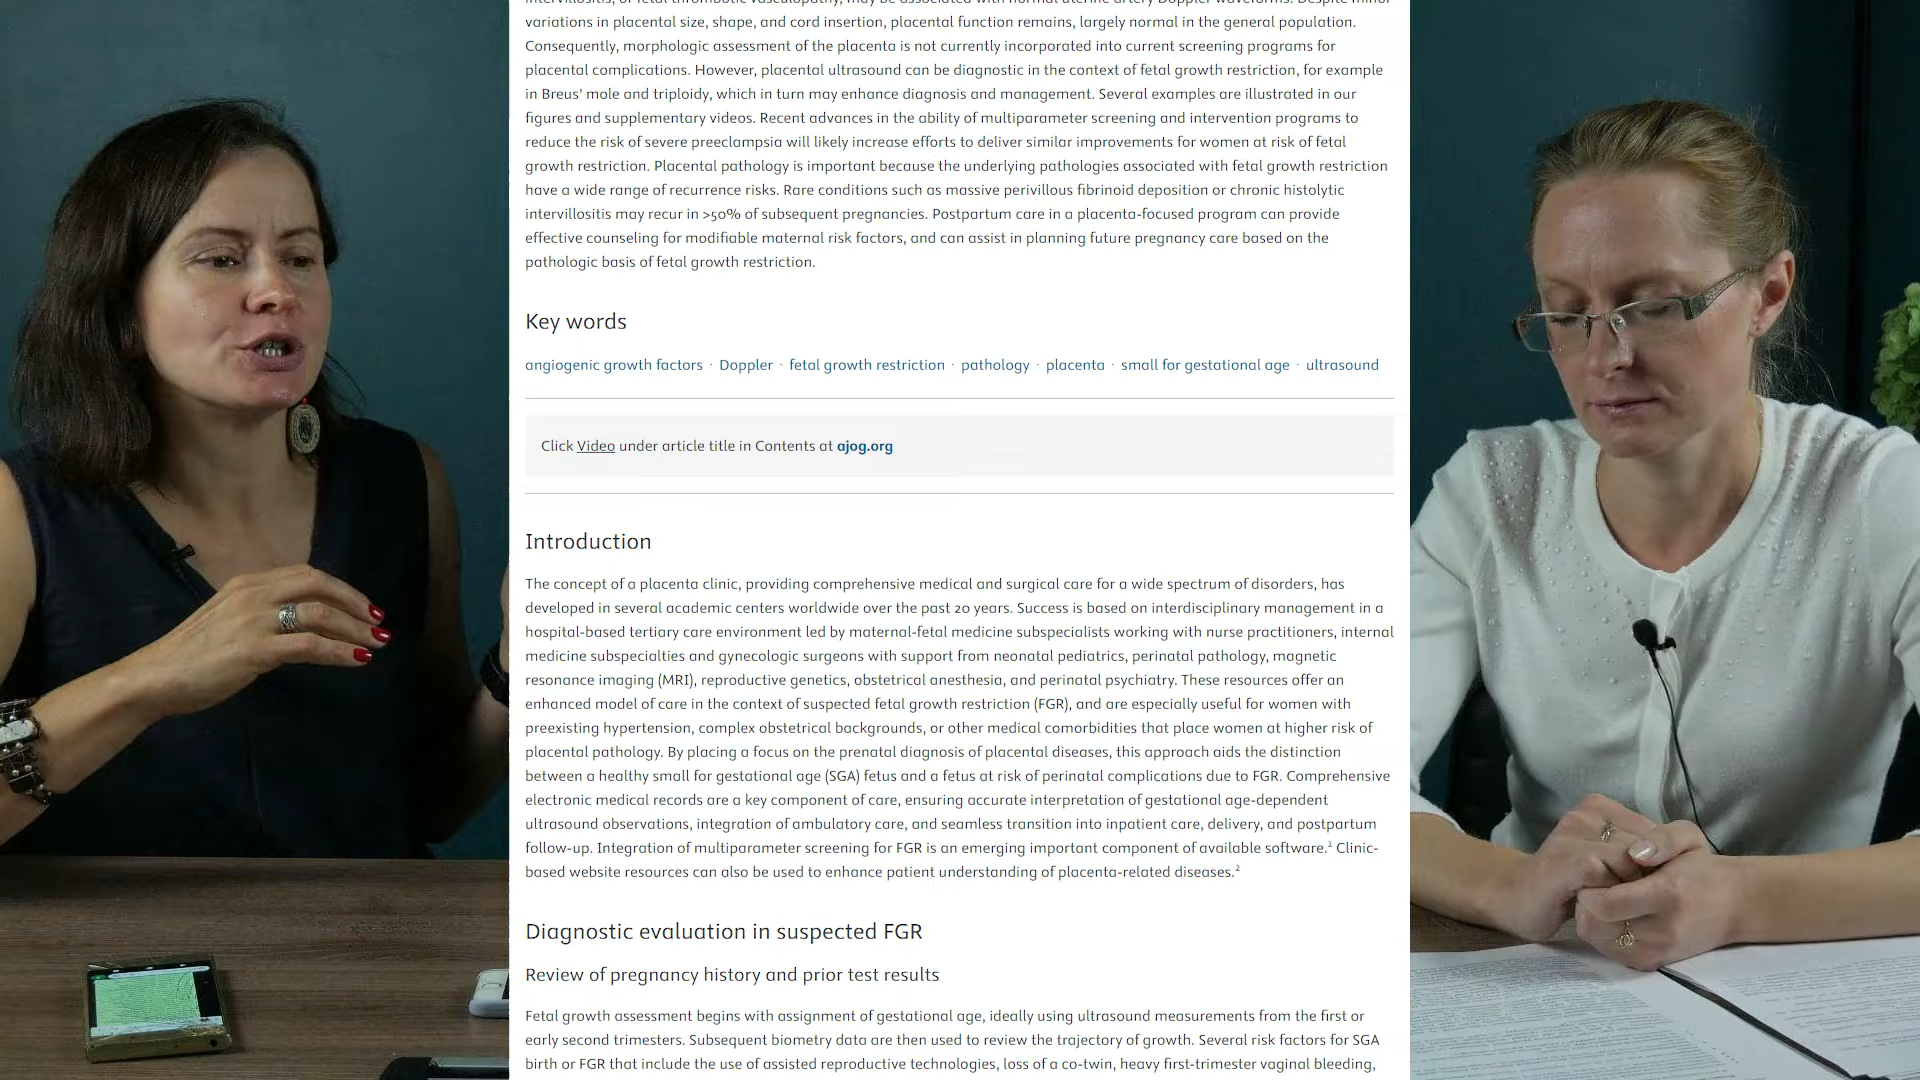 intervillositis, or fetal thrombotic vasculopathy, may be associated with normal uterine artery Doppler waveforms. Despite minor
variations in placental size, shape, and cord insertion, placental function remains, largely normal in the general population.
Consequently, morphologic assessment of the placenta is not currently incorporated into current screening programs for
placental complications. However, placental ultrasound can be diagnostic in the context of fetal growth restriction, for example
in Breus’ mole and triploidy, which in turn may enhance diagnosis and management. Several examples are illustrated in our
figures and supplementary videos. Recent advances in the ability of multiparameter screening and intervention programs to
reduce the risk of severe preeclampsia will likely increase efforts to deliver similar improvements for women at risk of fetal
growth restriction. Placental pathology is important because the underlying pathologies associated with fetal growth restriction
have a wide range of recurrence risks. Rare conditions such as massive perivillous fibrinoid deposition or chronic histolytic
intervillositis may recur in >50% of subsequent pregnancies. Postpartum care in a placenta-focused program can provide
effective counseling for modifiable maternal risk factors, and can assist in planning future pregnancy care based on the
pathologic basis of fetal growth restriction.
Key words
angiogenic growth factors · Doppler · fetal growth restriction · pathology · placenta · small for gestational age · ultrasound
Click Video under article title in Contents at ajog.org
Introduction
The concept of a placenta clinic, providing comprehensive medical and surgical care for a wide spectrum of disorders, has
developed in several academic centers worldwide over the past 20 years. Success is based on interdisciplinary management in a
hospital-based tertiary care environment led by maternal-fetal medicine subspecialists working with nurse practitioners, internal
medicine subspecialties and gynecologic surgeons with support from neonatal pediatrics, perinatal pathology, magnetic
resonance imaging (MRI), reproductive genetics, obstetrical anesthesia, and perinatal psychiatry. These resources offer an
enhanced model of care in the context of suspected fetal growth restriction (FGR), and are especially useful for women with
preexisting hypertension, complex obstetrical backgrounds, or other medical comorbidities that place women at higher risk of
placental pathology. By placing a focus on the prenatal diagnosis of placental diseases, this approach aids the distinction
between a healthy small for gestational age (SGA) fetus and a fetus at risk of perinatal complications due to FGR. Comprehensive
electronic medical records are a key component of care, ensuring accurate interpretation of gestational age-dependent
ultrasound observations, integration of ambulatory care, and seamless transition into inpatient care, delivery, and postpartum
follow-up. Integration of multiparameter screening for FGR is an emerging important component of available software.¹ Clinic-
based website resources can also be used to enhance patient understanding of placenta-related diseases.²
Diagnostic evaluation in suspected FGR
Review of pregnancy history and prior test results
Fetal growth assessment begins with assignment of gestational age, ideally using ultrasound measurements from the first or
early second trimesters. Subsequent biometry data are then used to review the trajectory of growth. Several risk factors for SGA
birth or FGR that include the use of assisted reproductive technologies, loss of a co-twin, heavy first-trimester vaginal bleeding,